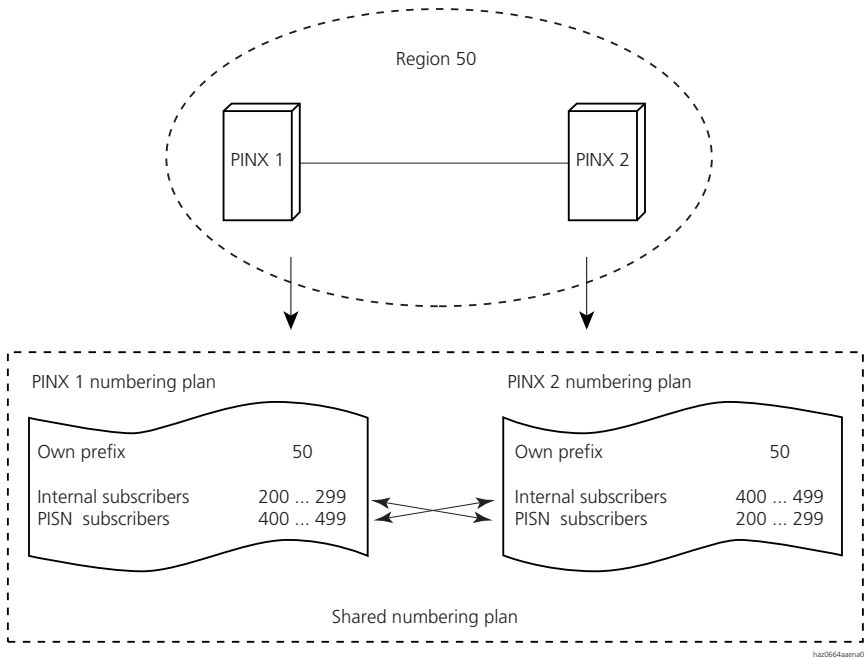 Region 50
PINX 1
PINX 2
PINX 1 numbering plan
Own prefix 50
Internal subscribers 200 ... 299
PISN subscribers 400 ... 499
PINX 2 numbering plan
Own prefix 50
Internal subscribers 400 ... 499
PISN subscribers 200 ... 299
Shared numbering plan
haz0664aaena0